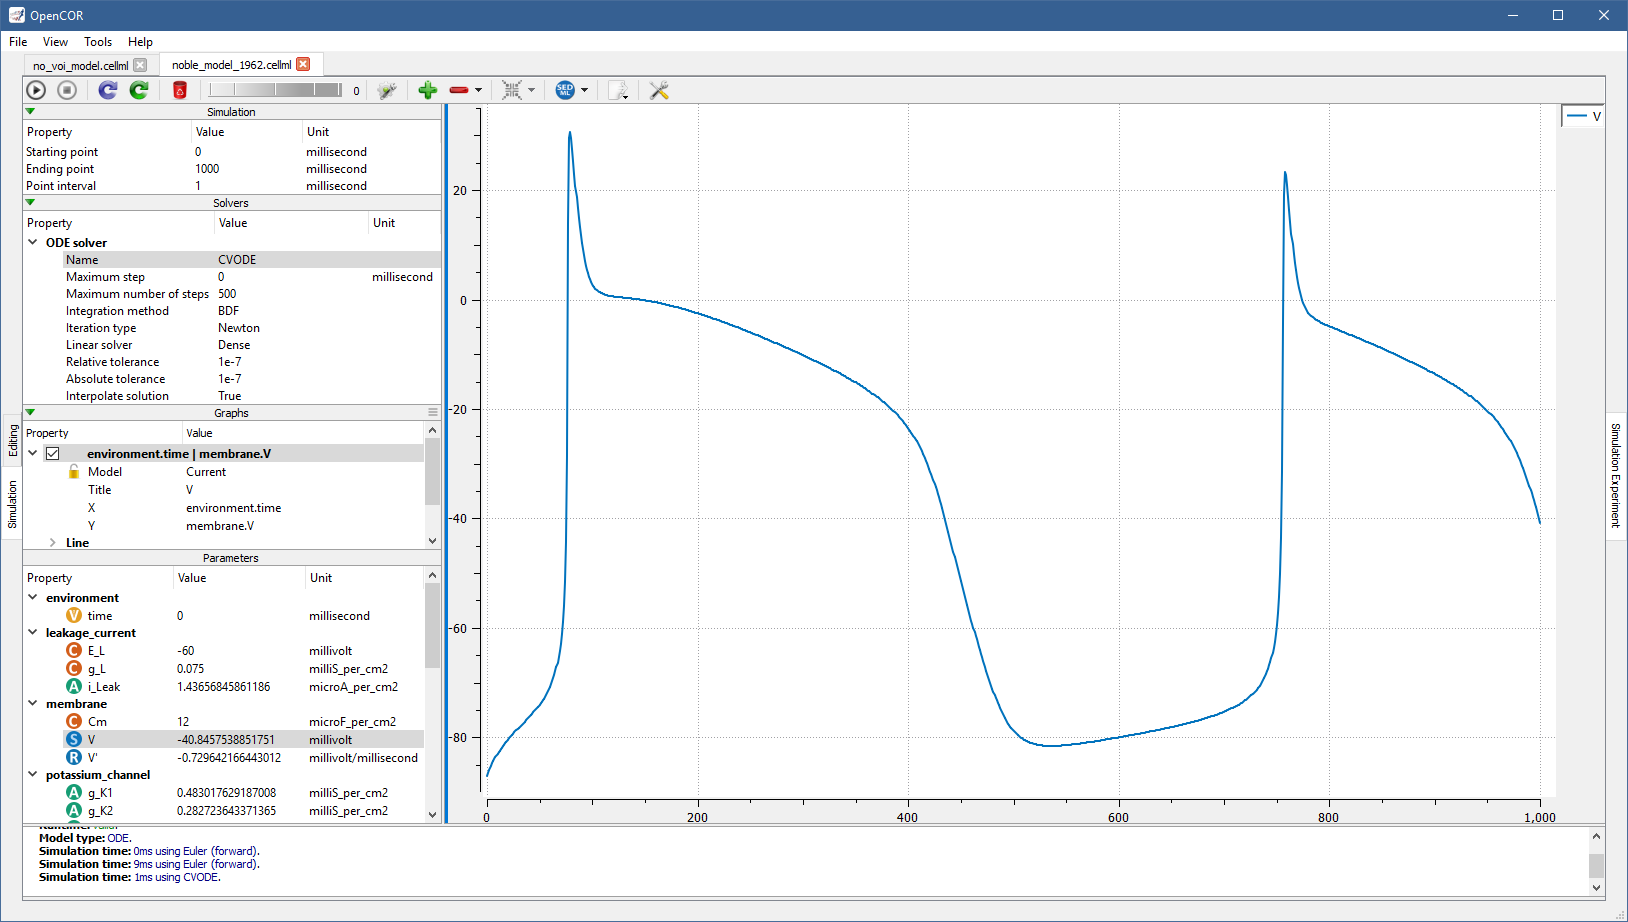 OpenCOR
File View Tools Help
no_voi_model.cellml noble_model_1962.cellml
0 SED ML
Simulation
Property Value Unit
Starting point 0 millisecond
Ending point 1000 millisecond
Point interval 1 millisecond
Solvers
Property Value Unit
ODE solver
Name CVODE
Maximum step 0 millisecond
Maximum number of steps 500
Integration method BDF
Iteration type Newton
Linear solver Dense
Relative tolerance 1e-7
Absolute tolerance 1e-7
Interpolate solution True
Graphs
Property Value
environment.time | membrane.V
Model Current
Title V
X environment.time
Y membrane.V
Line
Parameters
Property Value Unit
environment
V time 0 millisecond
leakage_current
C E_L -60 millivolt
C g_L 0.075 milliS_per_cm2
A i_Leak 1.43656845861186 microA_per_cm2
membrane
C Cm 12 microF_per_cm2
S V -40.8457538851751 millivolt
R V' -0.729642166443012 millivolt/millisecond
potassium_channel
A g_K1 0.483017629187008 milliS_per_cm2
A g_K2 0.282723643371365 milliS_per_cm2
Editing
Simulation
V
20
0
-20
-40
-60
-80
0 200 400 600 800 1,000
Simulation Experiment
Model type: ODE.
Simulation time: 0ms using Euler (forward).
Simulation time: 9ms using Euler (forward).
Simulation time: 1ms using CVODE.